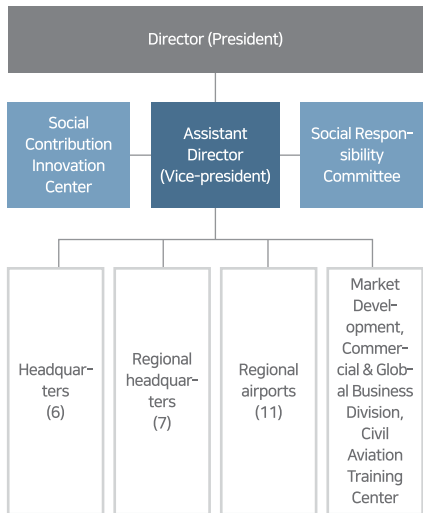 Director (President)
Social
Contribution
Innovation
Center
Assistant
Director
(Vice-president)
Social Respon-
sibility
Committee
Headquar-
ters
(6)
Regional
headquar-
ters
(7)
Regional
airports
(11)
Market
Devel-
opment,
Commer-
cial & Glob-
al Business
Division,
Civil
Aviation
Training
Center